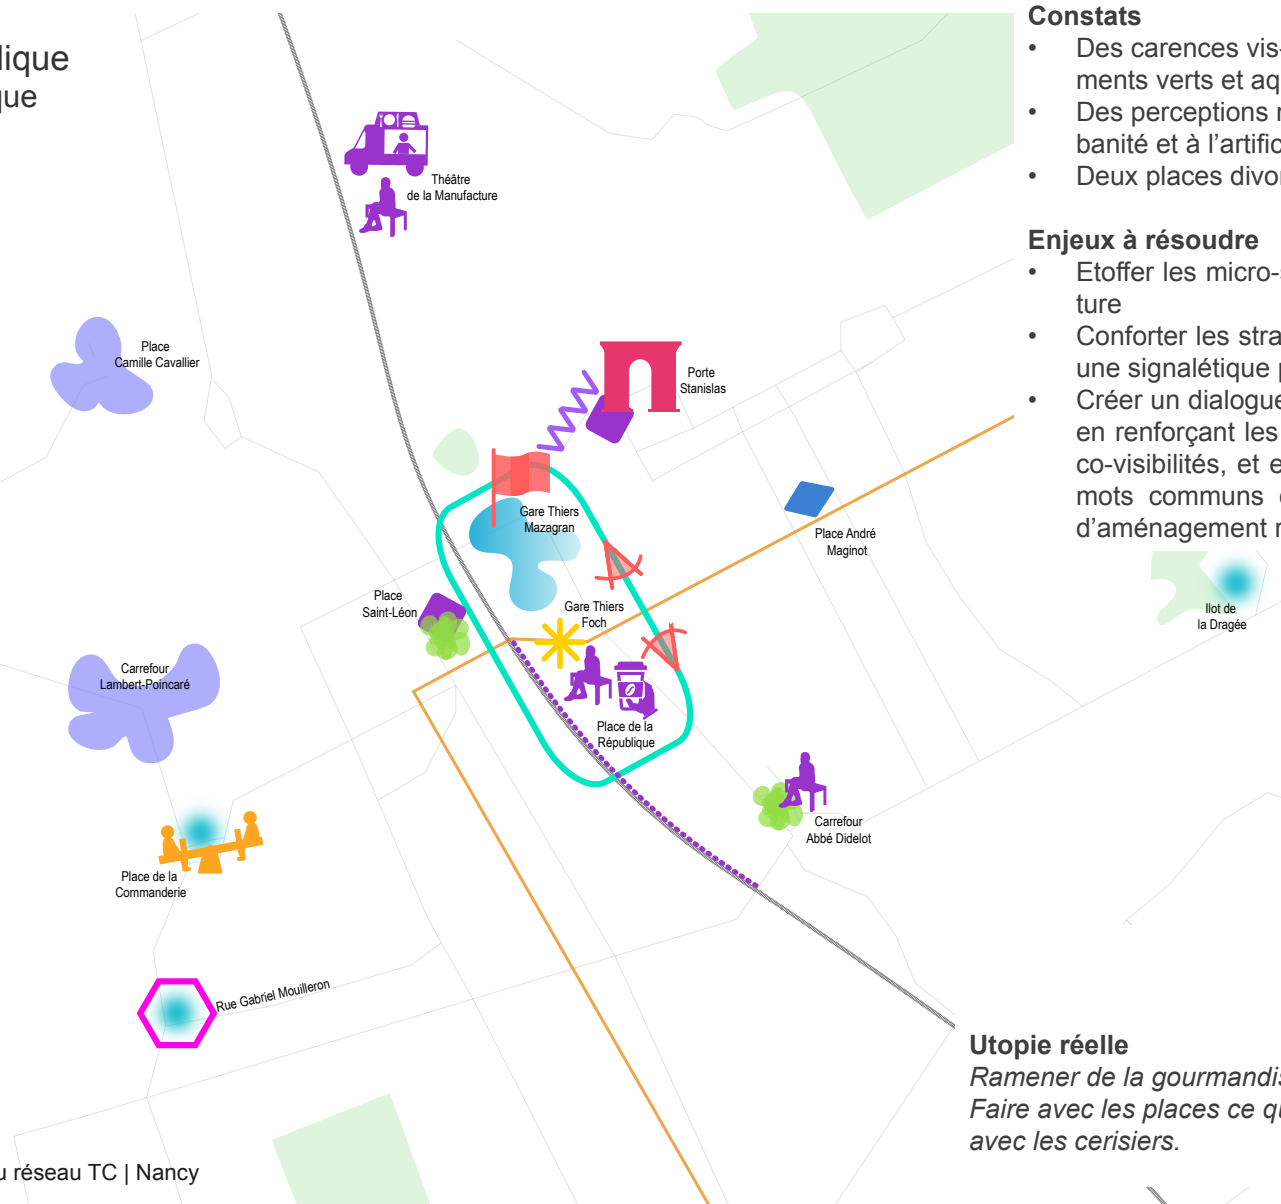 lique
que
Constats
• Des carences vis-
ments verts et aq
• Des perceptions
banité et à l’artific
• Deux places divor
Enjeux à résoudre
• Etoffer les micro-
ture
• Conforter les stra
une signalétique
• Créer un dialogue
en renforçant les
co-visibilités, et e
mots communs
d’aménagement
Théâtre
de la Manufacture
Place
Camille Cavallier
Porte
Stanislas
Gare Thiers
Mazagran
Place André
Maginot
Place
Saint-Léon
Gare Thiers
Foch
Ilot de
la Dragée
Carrefour
Lambert-Poincaré
Place de la
République
Carrefour
Abbé Didelot
Place de la
Commanderie
Rue Gabriel Mouilleron
Utopie réelle
Ramener de la gourmandis
Faire avec les places ce qu
avec les cerisiers.
u réseau TC | Nancy